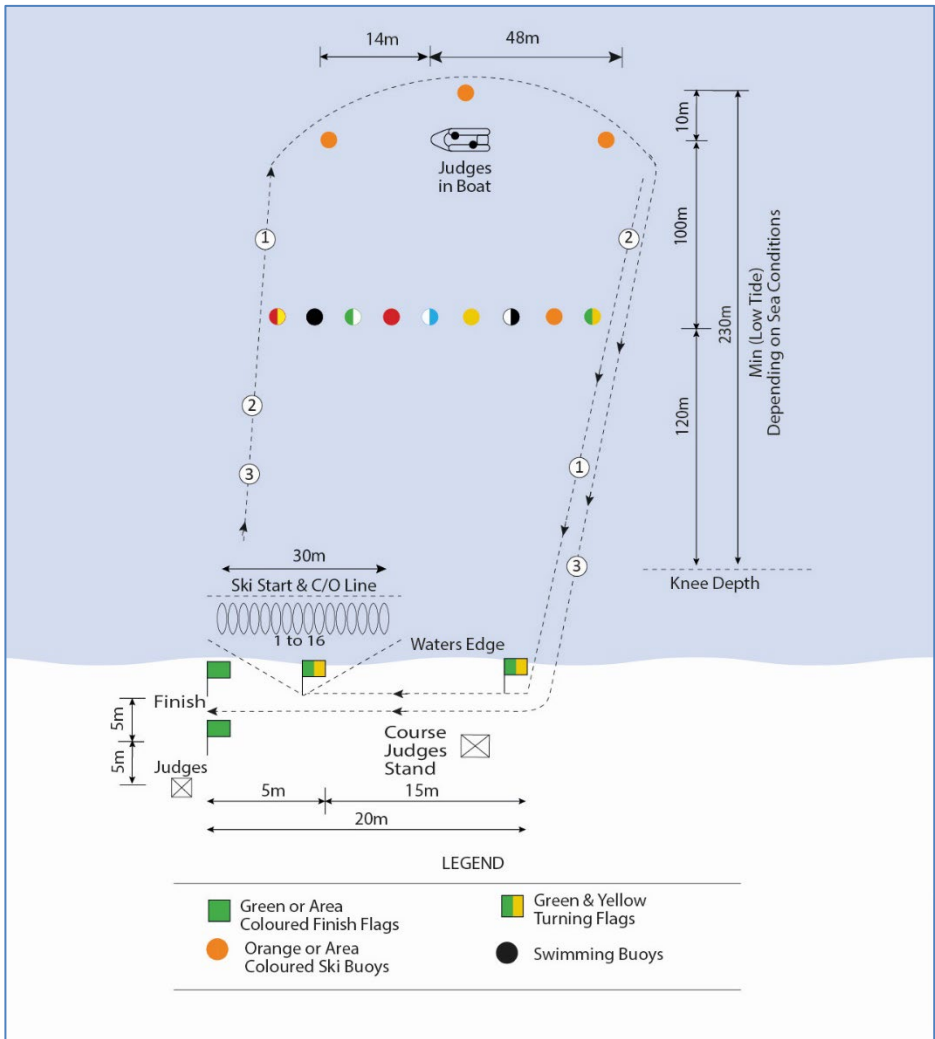 14m
48m
10m
Judges
in Boat
1
2
100m
230m
Min (Low Tide)
Depending on Sea Conditions
2
120m
1
3
3
30m
Ski Start & C/O Line
Knee Depth
1 to 16
Waters Edge
Finish
5m
Course
Judges
Stand
5m
Judges
5m
15m
20m
LEGEND
Green or Area
Coloured Finish Flags
Green & Yellow
Turning Flags
Orange or Area
Coloured Ski Buoys
Swimming Buoys